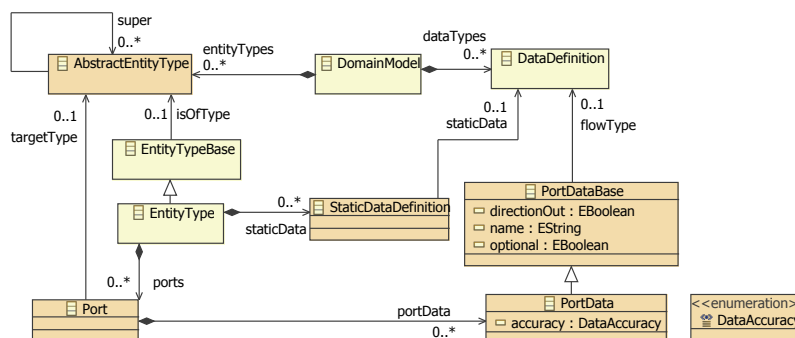 super
0..*
entityTypes
0..*
dataTypes
0..*
AbstractEntityType
DomainModel
DataDefinition
0..1
targetType
0..1
isOfType
0..1
staticData
0..1
flowType
EntityTypeBase
PortDataBase
directionOut : EBoolean
name : EString
optional : EBoolean
EntityType
0..*
staticData
StaticDataDefinition
0..*
ports
Port
portData
0..*
PortData
accuracy : DataAccuracy
<<enumeration>>
DataAccuracy